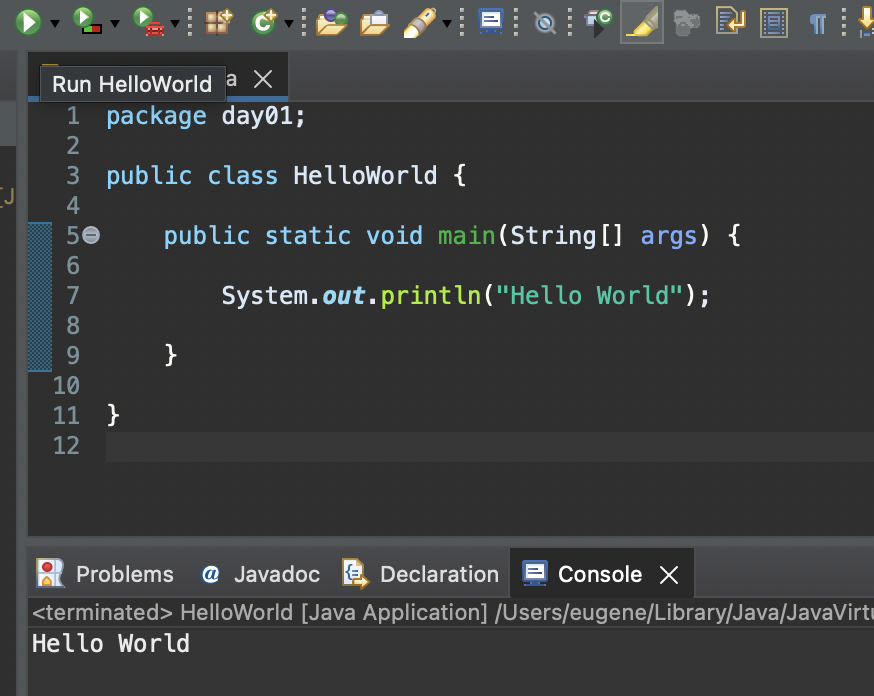 Run HelloWorld
a
1 package day01;
2
3 public class HelloWorld {
4
5 public static void main(String[] args) {
6
7 System.out.println("Hello World");
8
9 }
10
11 }
12
Problems Javadoc Declaration Console
<terminated> HelloWorld [Java Application] /Users/eugene/Library/Java/JavaVirtu
Hello World